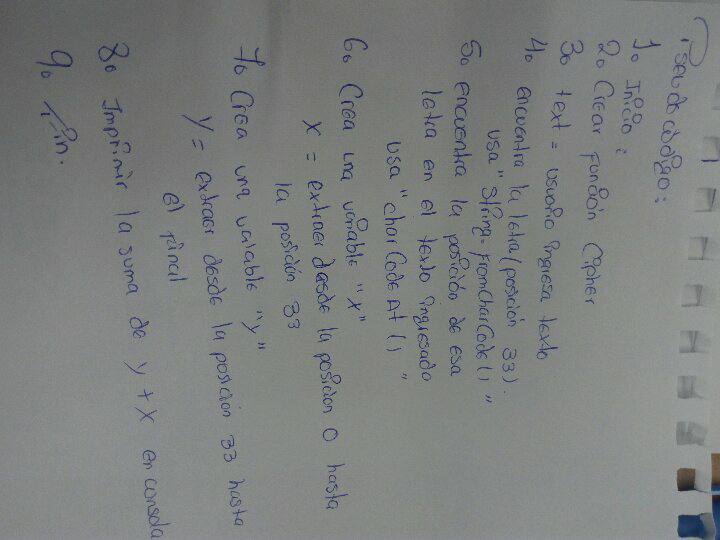 Pseudocódigo:
1. Inicio:
2. Crear función Cipher
3. text = usuario ingresa texto
4. encuentra la letra (posición 33).
usa "String.fromCharCode()"
5. encuentra la posición de esa
letra en el texto ingresado
usa "charCodeAt()"
6. Crea una variable "x"
X = extraer desde la posición 0 hasta
la posición 33
7. Crea una variable "y"
Y = extraer desde la posición 33 hasta
el final
8. Imprimir la suma de y + x en consola
9. Fin.